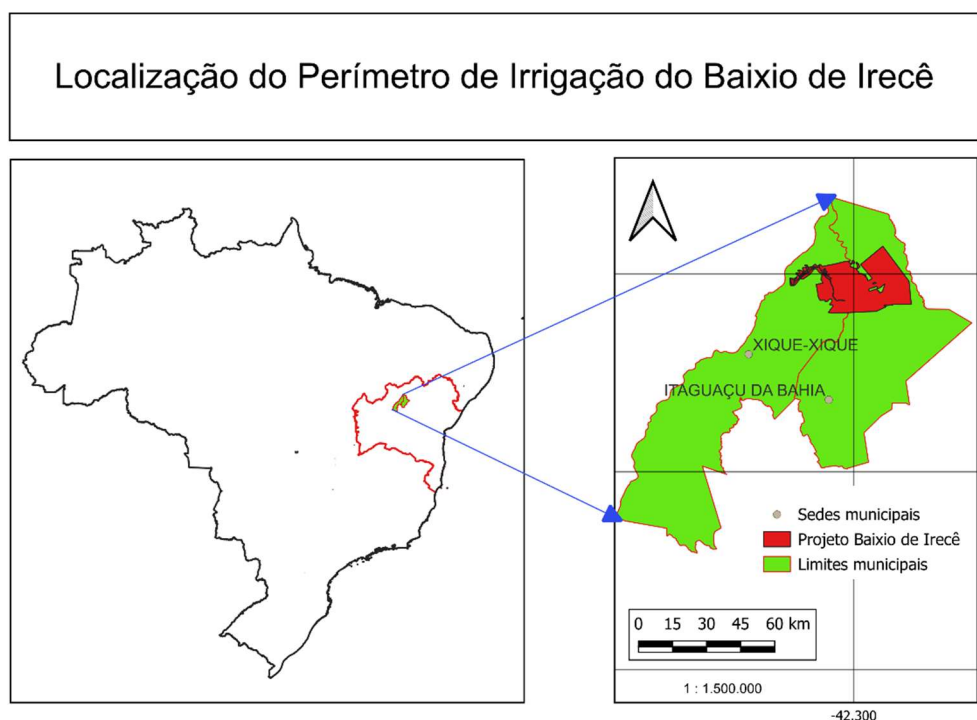 Localização do Perímetro de Irrigação do Baixio de Irecê
XIQUE-XIQUE
ITAGUAÇU DA BAHIA
Sedes municipais
Projeto Baixio de Irecê
Limites municipais
0 15 30 45 60 km
1 : 1.500.000
-42.300